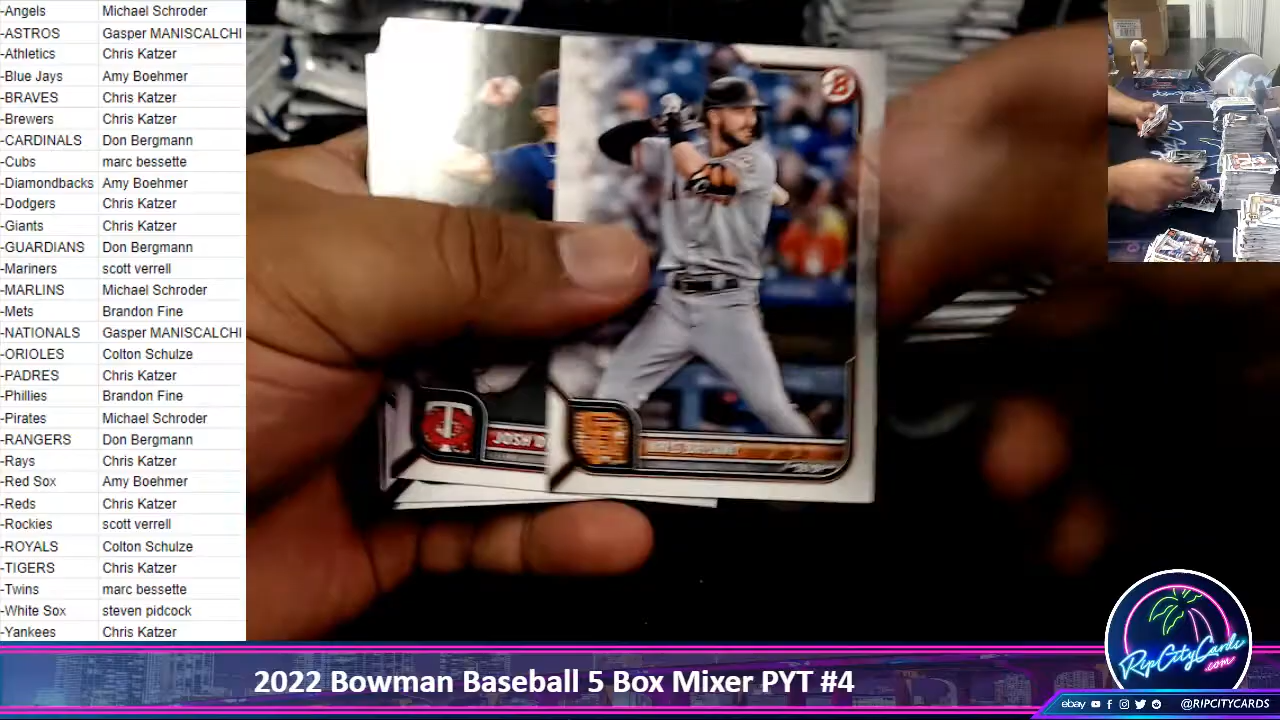 -Angels Michael Schroder
-ASTROS Gasper MANISCALCHI
-Athletics Chris Katzer
-Blue Jays Amy Boehmer
-BRAVES Chris Katzer
-Brewers Chris Katzer
-CARDINALS Don Bergmann
-Cubs marc bessette
-Diamondbacks Amy Boehmer
-Dodgers Chris Katzer
-Giants Chris Katzer
-GUARDIANS Don Bergmann
-Mariners scott verrell
-MARLINS Michael Schroder
-Mets Brandon Fine
-NATIONALS Gasper MANISCALCHI
-ORIOLES Colton Schulze
-PADRES Chris Katzer
-Phillies Brandon Fine
-Pirates Michael Schroder
-RANGERS Don Bergmann
-Rays Chris Katzer
-Red Sox Amy Boehmer
-Reds Chris Katzer
-Rockies scott verrell
-ROYALS Colton Schulze
-TIGERS Chris Katzer
-Twins marc bessette
-White Sox steven pidcock
-Yankees Chris Katzer
JOSH
RipCityCards
.com
2022 Bowman Baseball 5 Box Mixer PYT #4
ebay @RIPCITYCARDS